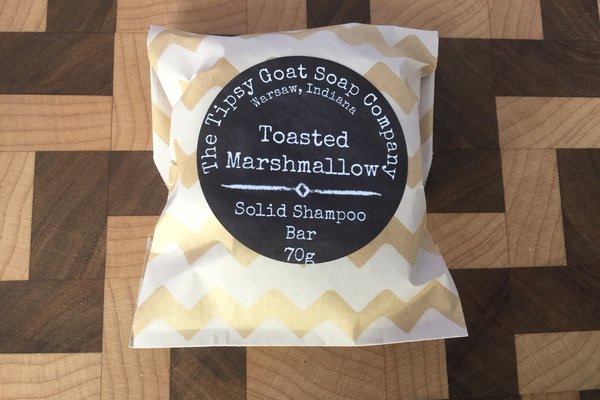 The Tipsy Goat Soap Company
Warsaw, Indiana
Toasted
Marshmallow
Solid Shampoo
Bar
70g